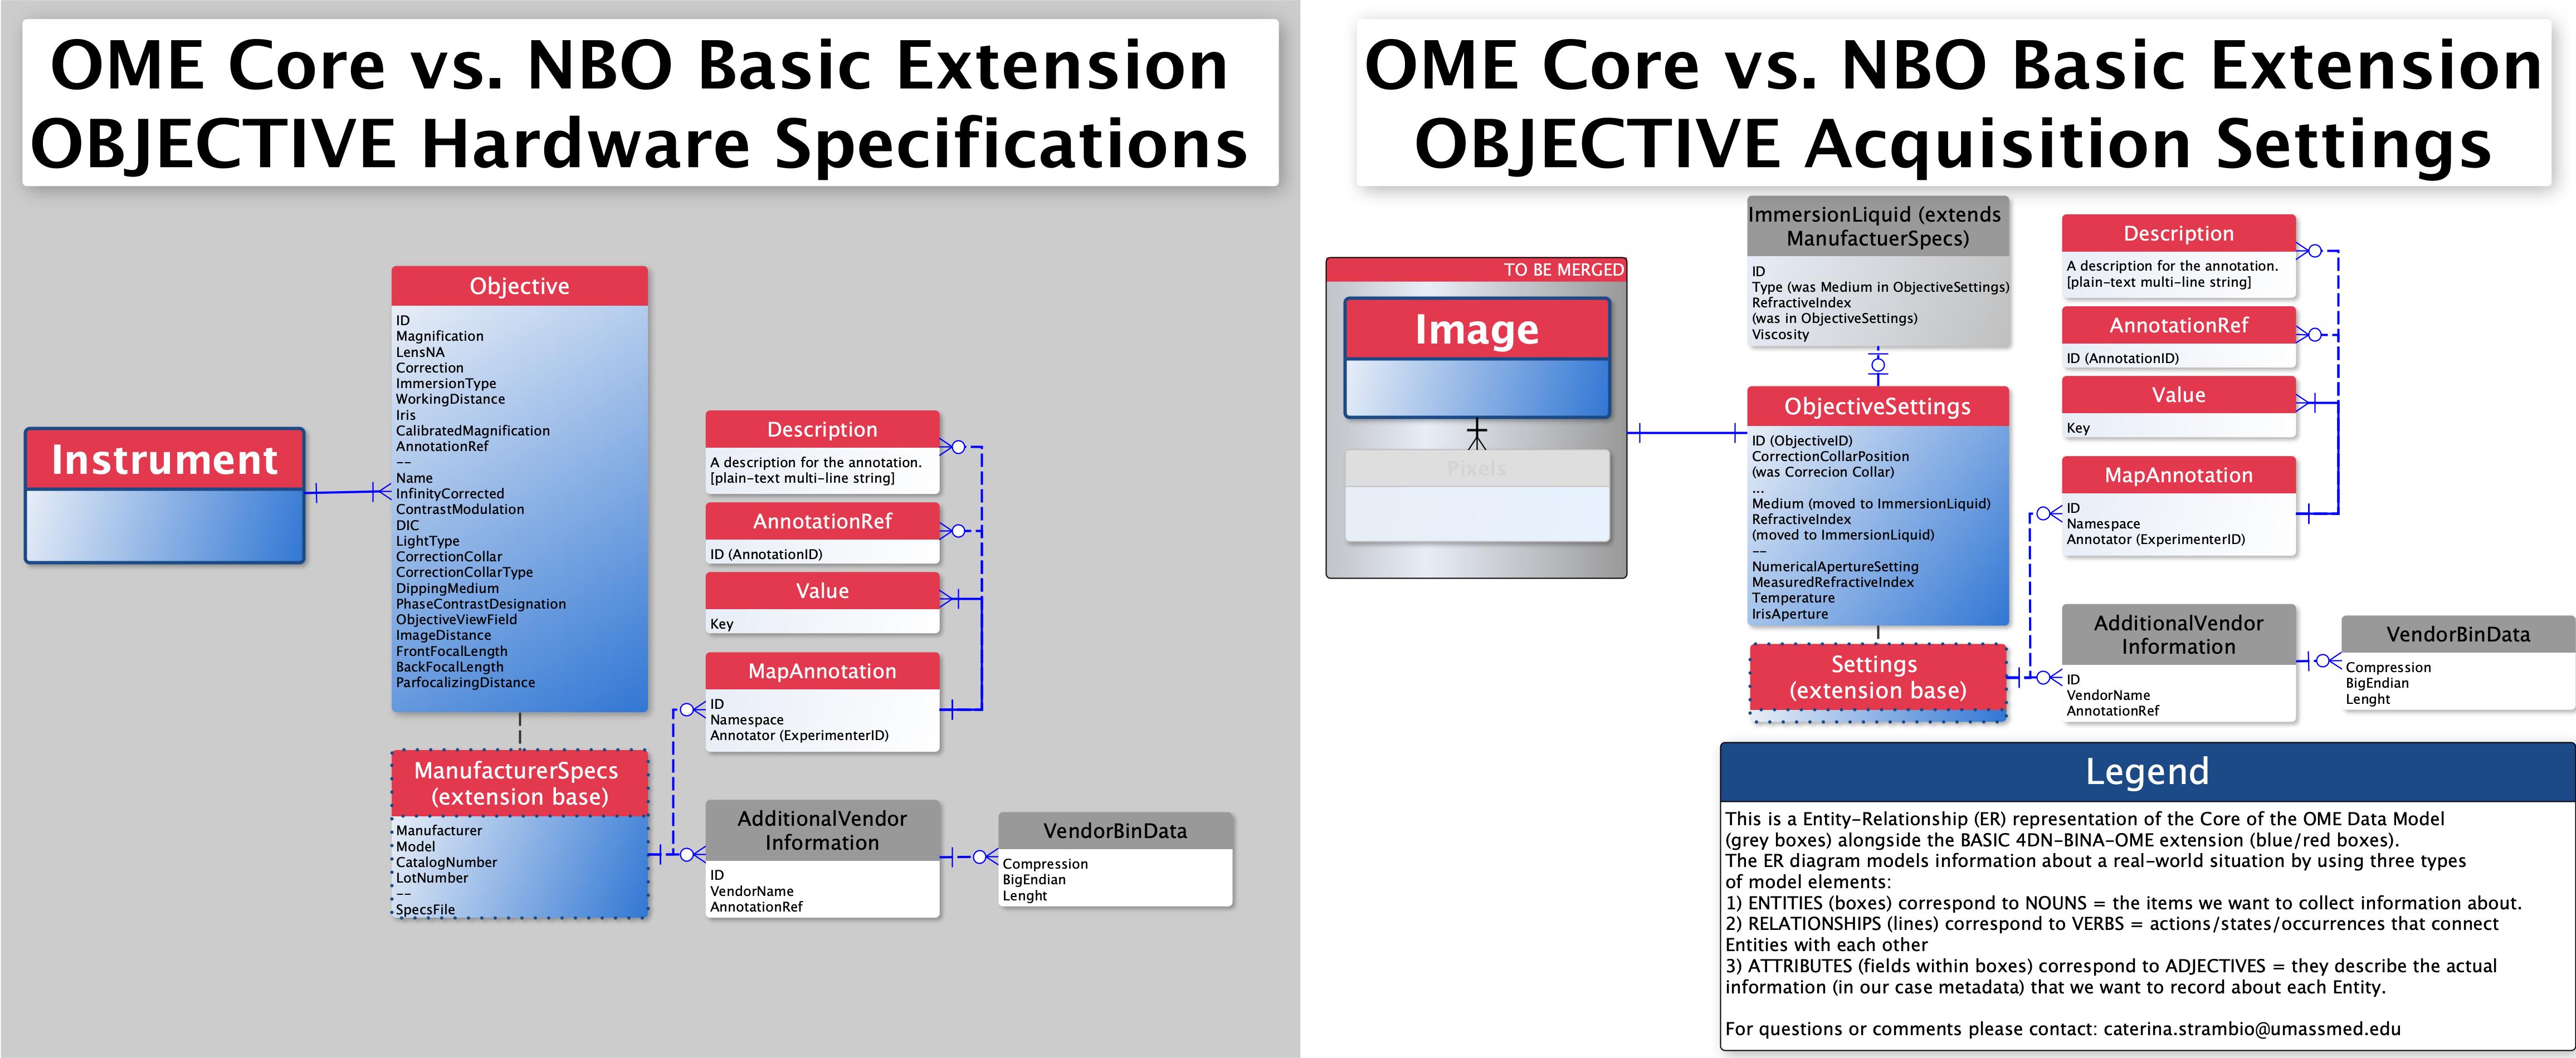 OME Core vs. NBO Basic Extension
OBJECTIVE Hardware Specifications
Instrument
Objective
ID
Magnification
LensNA
Correction
ImmersionType
WorkingDistance
Iris
CalibratedMagnification
AnnotationRef
--
Name
InfinityCorrected
ContrastModulation
DIC
LightType
CorrectionCollar
CorrectionCollarType
DippingMedium
PhaseContrastDesignation
ObjectiveViewField
ImageDistance
FrontFocalLength
BackFocalLength
ParfocalizingDistance
ManufacturerSpecs
(extension base)
Manufacturer
Model
CatalogNumber
LotNumber
--
SpecsFile
Description
A description for the annotation.
[plain-text multi-line string]
AnnotationRef
ID (AnnotationID)
Value
Key
MapAnnotation
ID
Namespace
Annotator (ExperimenterID)
AdditionalVendor
Information
ID
VendorName
AnnotationRef
VendorBinData
Compression
BigEndian
Lenght
OME Core vs. NBO Basic Extension
OBJECTIVE Acquisition Settings
TO BE MERGED
Image
Pixels
ImmersionLiquid (extends
ManufactuerSpecs)
ID
Type (was Medium in ObjectiveSettings)
RefractiveIndex
(was in ObjectiveSettings)
Viscosity
ObjectiveSettings
ID (ObjectiveID)
CorrectionCollarPosition
(was Correcion Collar)
...
Medium (moved to ImmersionLiquid)
RefractiveIndex
(moved to ImmersionLiquid)
--
NumericalApertureSetting
MeasuredRefractiveIndex
Temperature
IrisAperture
Settings
(extension base)
Description
A description for the annotation.
[plain-text multi-line string]
AnnotationRef
ID (AnnotationID)
Value
Key
MapAnnotation
ID
Namespace
Annotator (ExperimenterID)
AdditionalVendor
Information
ID
VendorName
AnnotationRef
VendorBinData
Compression
BigEndian
Lenght
Legend
This is a Entity-Relationship (ER) representation of the Core of the OME Data Model
(grey boxes) alongside the BASIC 4DN-BINA-OME extension (blue/red boxes).
The ER diagram models information about a real-world situation by using three types
of model elements:
1) ENTITIES (boxes) correspond to NOUNS = the items we want to collect information about.
2) RELATIONSHIPS (lines) correspond to VERBS = actions/states/occurrences that connect
Entities with each other
3) ATTRIBUTES (fields within boxes) correspond to ADJECTIVES = they describe the actual
information (in our case metadata) that we want to record about each Entity.
For questions or comments please contact: caterina.strambio@umassmed.edu